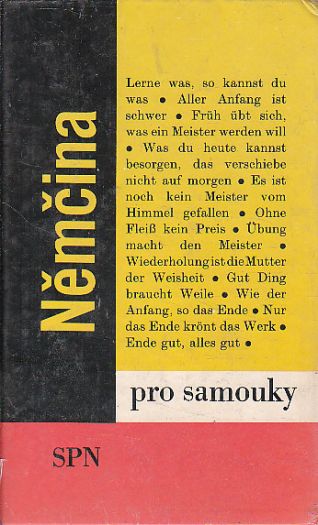 Němčina
Lerne was, so kannst du
was • Aller Anfang ist
schwer • Früh übt sich,
was ein Meister werden will
• Was du heute kannst
besorgen, das verschiebe
nicht auf morgen • Es ist
noch kein Meister vom
Himmel gefallen • Ohne
Fleiß kein Preis • Übung
macht den Meister •
Wiederholung ist die Mutter
der Weisheit • Gut Ding
braucht Weile • Wie der
Anfang, so das Ende • Nur
das Ende krönt das Werk •
Ende gut, alles gut •
pro samouky
SPN